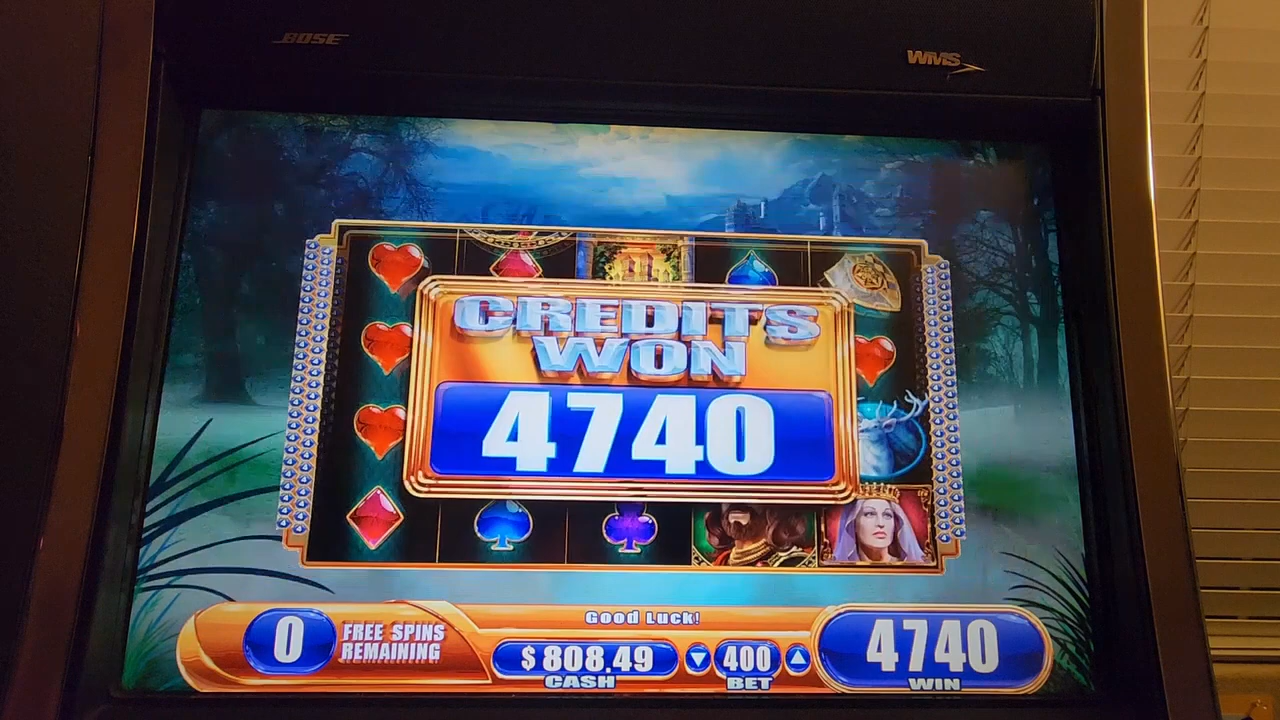 BOSE
WMS
CREDITS
WON
4740
Good Luck!
0
FREE SPINS
REMAINING
$808.49
CASH
400
BET
4740
WIN